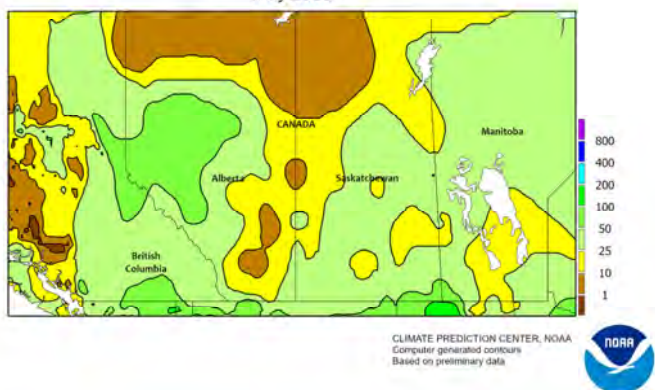 CANADA
Manitoba
Alberta
Saskatchewan
British
Columbia
800
400
200
100
50
25
10
1
CLIMATE PREDICTION CENTER, NOAA
Computer generated contours
Based on preliminary data
NOAA